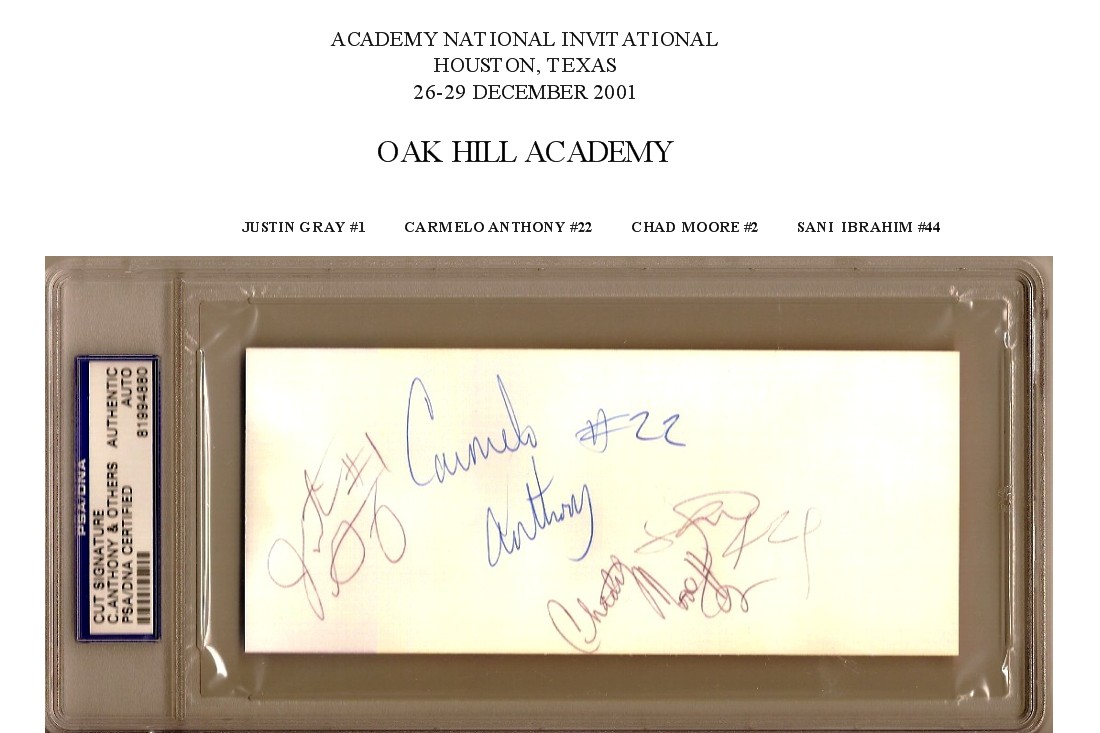 ACADEMY NATIONAL INVITATIONAL
HOUSTON, TEXAS
26-29 DECEMBER 2001
OAK HILL ACADEMY
JUSTIN GRAY #1 CARMELO ANTHONY #22 CHAD MOORE #2 SANI IBRAHIM #44
PSA/DNA
CUT SIGNATURE
C.ANTHONY & OTHERS AUTHENTIC
PSA/DNA CERTIFIED AUTO
81994880
Carmelo #22
Anthony
#1
Chad Moore